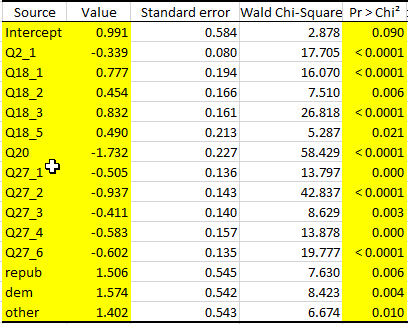 Source Value Standard error Wald Chi-Square Pr > Chi²
Intercept 0.991 0.584 2.878 0.090
Q2_1 -0.339 0.080 17.705 < 0.0001
Q18_1 0.777 0.194 16.070 < 0.0001
Q18_2 0.454 0.166 7.510 0.006
Q18_3 0.832 0.161 26.818 < 0.0001
Q18_5 0.490 0.213 5.287 0.021
Q20 -1.732 0.227 58.429 < 0.0001
Q27_1 -0.505 0.136 13.797 0.000
Q27_2 -0.937 0.143 42.837 < 0.0001
Q27_3 -0.411 0.140 8.629 0.003
Q27_4 -0.583 0.157 13.878 0.000
Q27_6 -0.602 0.135 19.777 < 0.0001
repub 1.506 0.545 7.630 0.006
dem 1.574 0.542 8.423 0.004
other 1.402 0.543 6.674 0.010